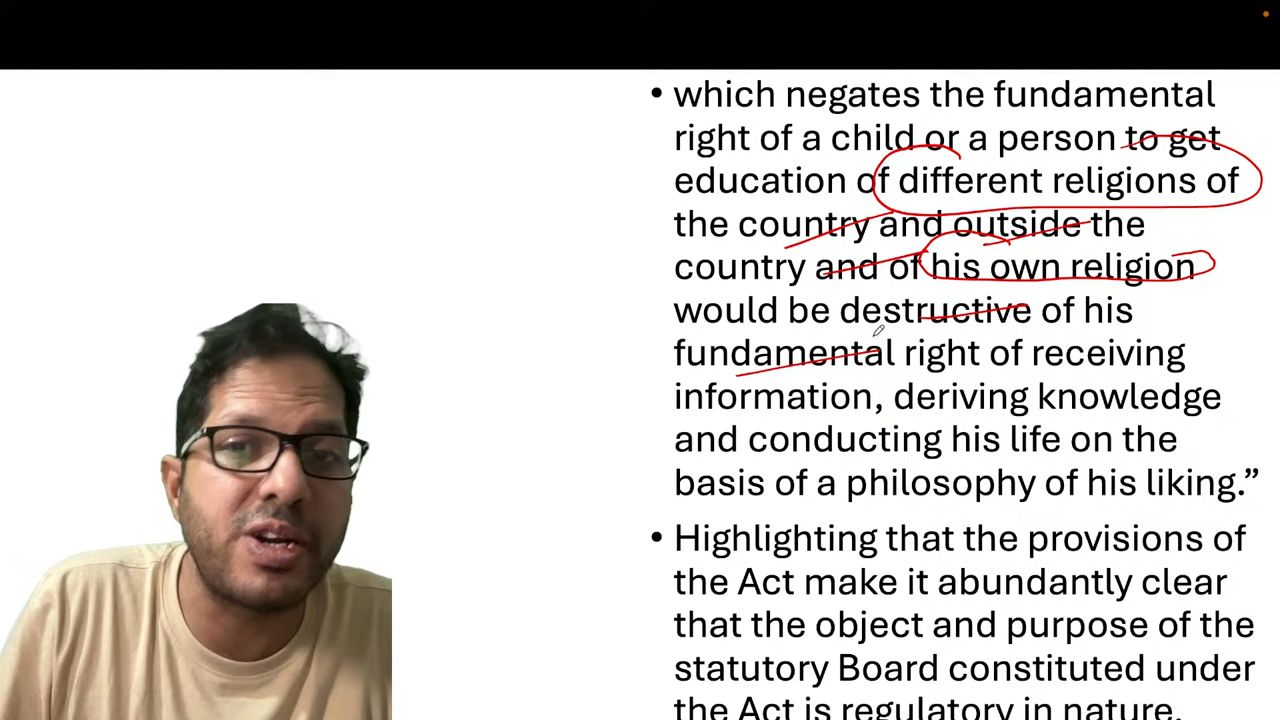 • which negates the fundamental
right of a child or a person to get
education of different religions of
the country and outside the
country and of his own religion
would be destructive of his
fundamental right of receiving
information, deriving knowledge
and conducting his life on the
basis of a philosophy of his liking.”
• Highlighting that the provisions of
the Act make it abundantly clear
that the object and purpose of the
statutory Board constituted under
the Act is regulatory in nature,